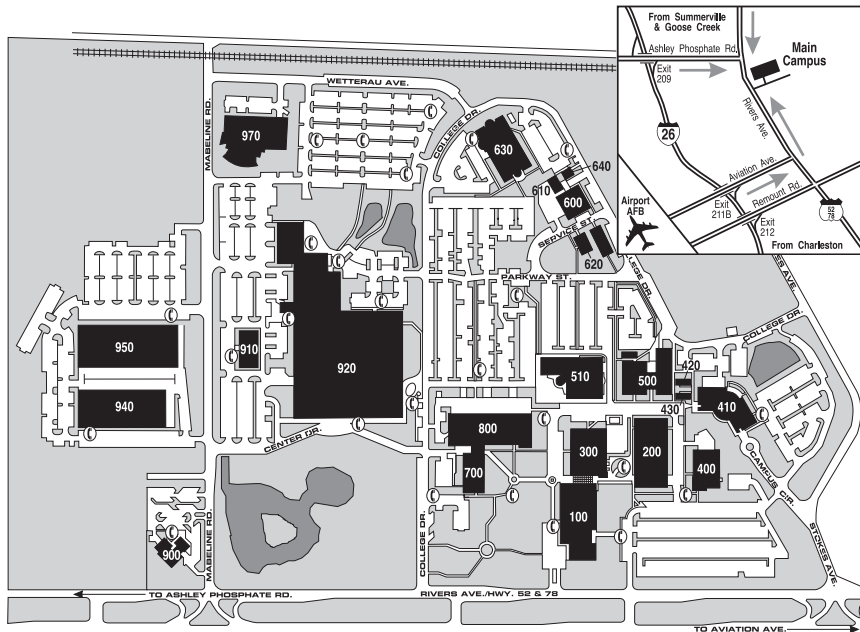 From Summerville
& Goose Creek
Ashley Phosphate Rd.
Main
Campus
Exit
209
Rivers Ave.
26
Aviation Ave.
Remount Rd.
Airport
AFB
Exit
211B
Exit
212
52
78
From Charleston
WETTERAU AVE.
MABELINE RD.
COLLEGE DR.
970
630
640
610
600
SERVICE ST.
620
PARKWAY ST.
COLLEGE DR.
COLLEGE DR.
950
910
920
510
500
420
410
940
430
800
300
200
400
CENTER DR.
700
100
CAMPUS CIR.
900
MABELINE RD.
COLLEGE DR.
STOKES AVE.
TO ASHLEY PHOSPHATE RD.
RIVERS AVE./HWY. 52 & 78
TO AVIATION AVE.